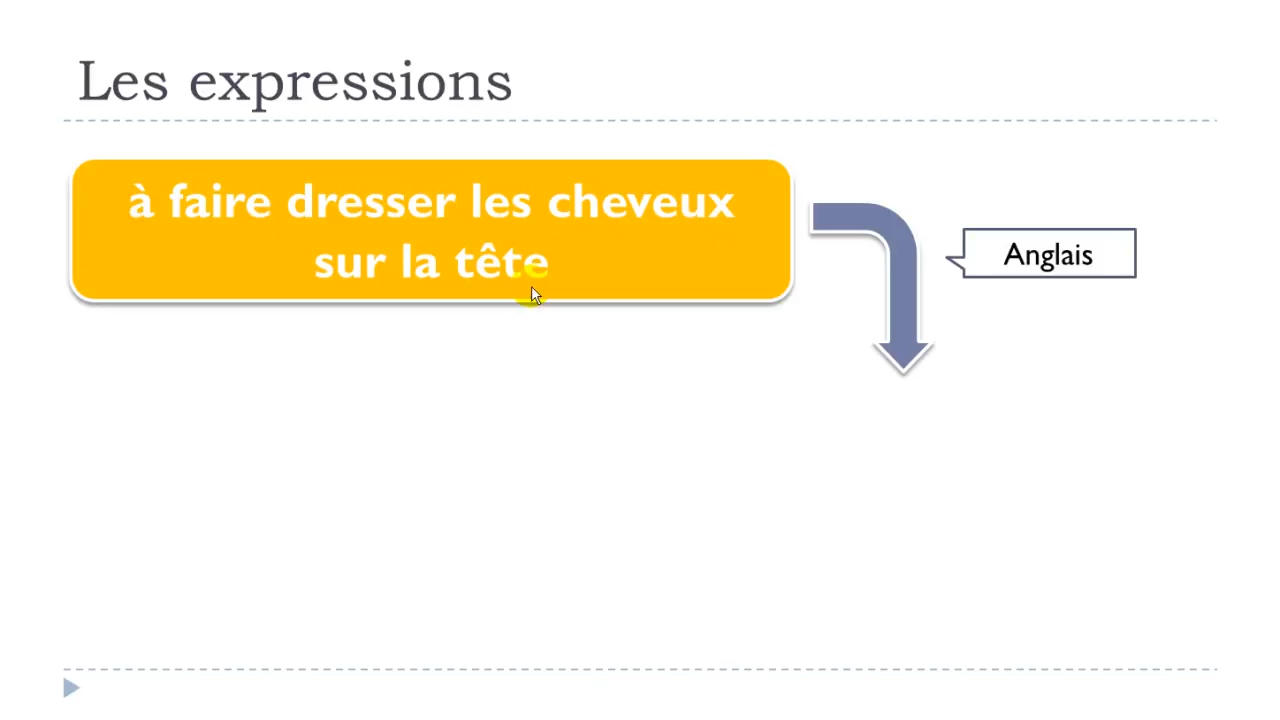 Les expressions
à faire dresser les cheveux
sur la tête
Anglais